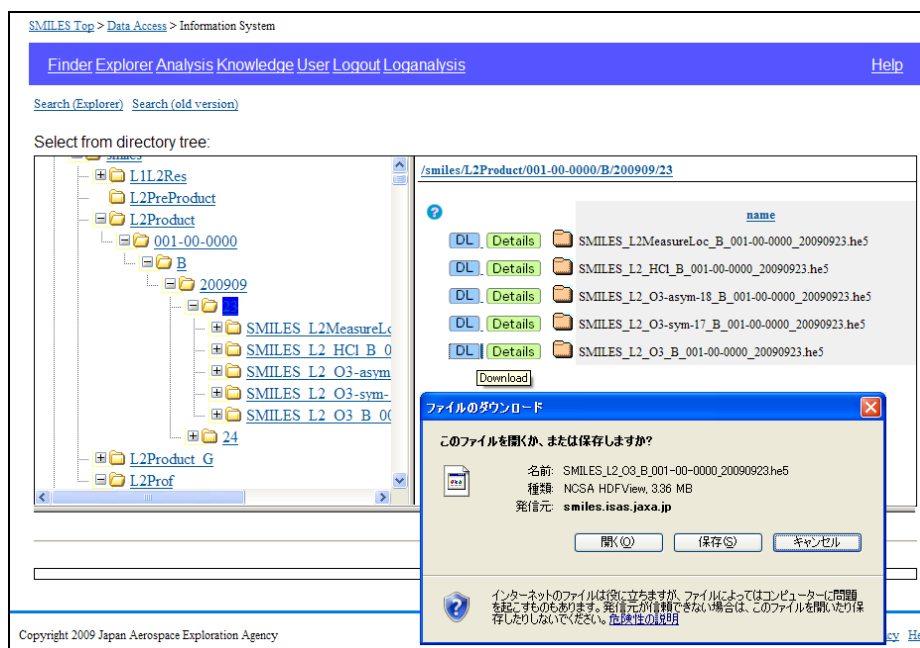 SMILES Top > Data Access > Information System
Finder Explorer Analysis Knowledge User Logout Loganalysis Help
Search (Explorer) Search (old version)
Select from directory tree:
smiles
L1L2Res
L2PreProduct
L2Product
001-00-0000
B
200909
23
SMILES_L2MeasureLc
SMILES_L2_HCl_B_0
SMILES_L2_O3-asym
SMILES_L2_O3-sym-
SMILES_L2_O3_B_00
24
L2Product_G
L2Prof
/smiles/L2Product/001-00-0000/B/200909/23
name
DL Details SMILES_L2MeasureLoc_B_001-00-0000_20090923.he5
DL Details SMILES_L2_HCl_B_001-00-0000_20090923.he5
DL Details SMILES_L2_O3-asym-18_B_001-00-0000_20090923.he5
DL Details SMILES_L2_O3-sym-17_B_001-00-0000_20090923.he5
DL Details SMILES_L2_O3_B_001-00-0000_20090923.he5
Download
ファイルのダウンロード
このファイルを開くか、または保存しますか?
名前: SMILES_L2_O3_B_001-00-0000_20090923.he5
種類: NCSA HDFView, 3.36 MB
発信元: smiles.isas.jaxa.jp
開く(O) 保存(S) キャンセル
インターネットのファイルは役に立ちますが、ファイルによってはコンピューターに問題
を起こすものもあります。発信元が信頼できない場合は、このファイルを開いたり保
存したりしないでください。危険性の説明
Copyright 2009 Japan Aerospace Exploration Agency
cy He